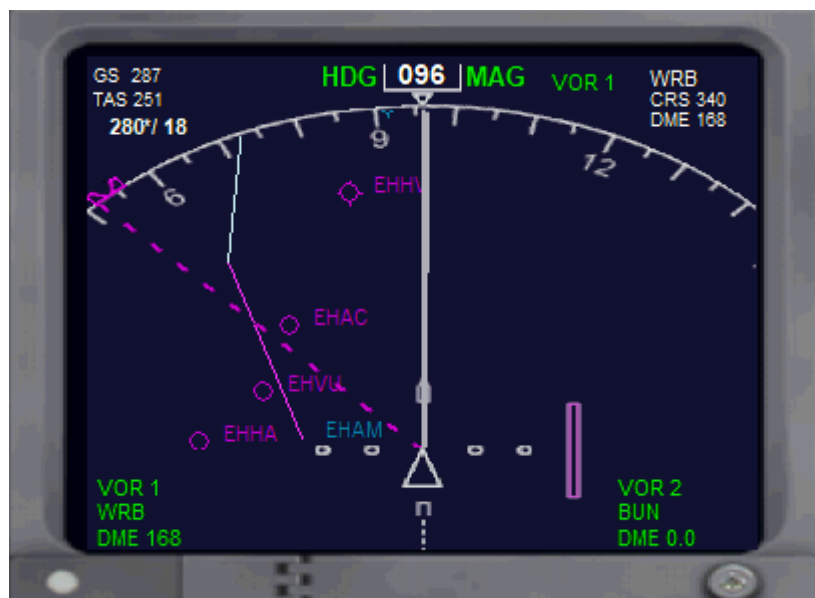 GS 287
HDG 096 MAG
VOR 1
WRB
TAS 251
CRS 340
280°/ 18
DME 168
9
12
6
EHHV
EHAC
EHVU
EHHA
EHAM
VOR 1
WRB
DME 168
VOR 2
BUN
DME 0.0